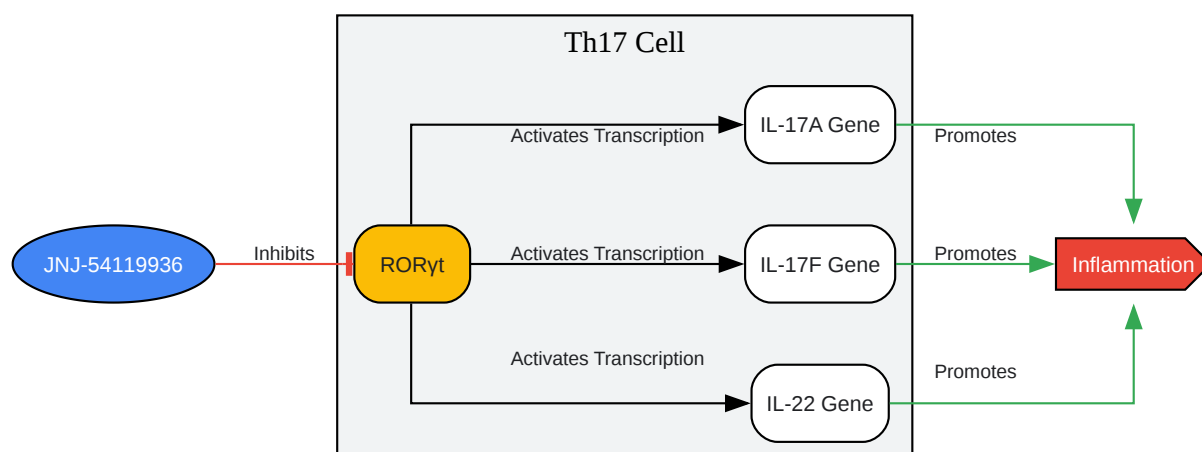 Th17 Cell
IL-17A Gene
Activates Transcription
Promotes
JNJ-54119936
Inhibits
RORγt
Activates Transcription
IL-17F Gene
Promotes
Inflammation
Activates Transcription
Promotes
IL-22 Gene